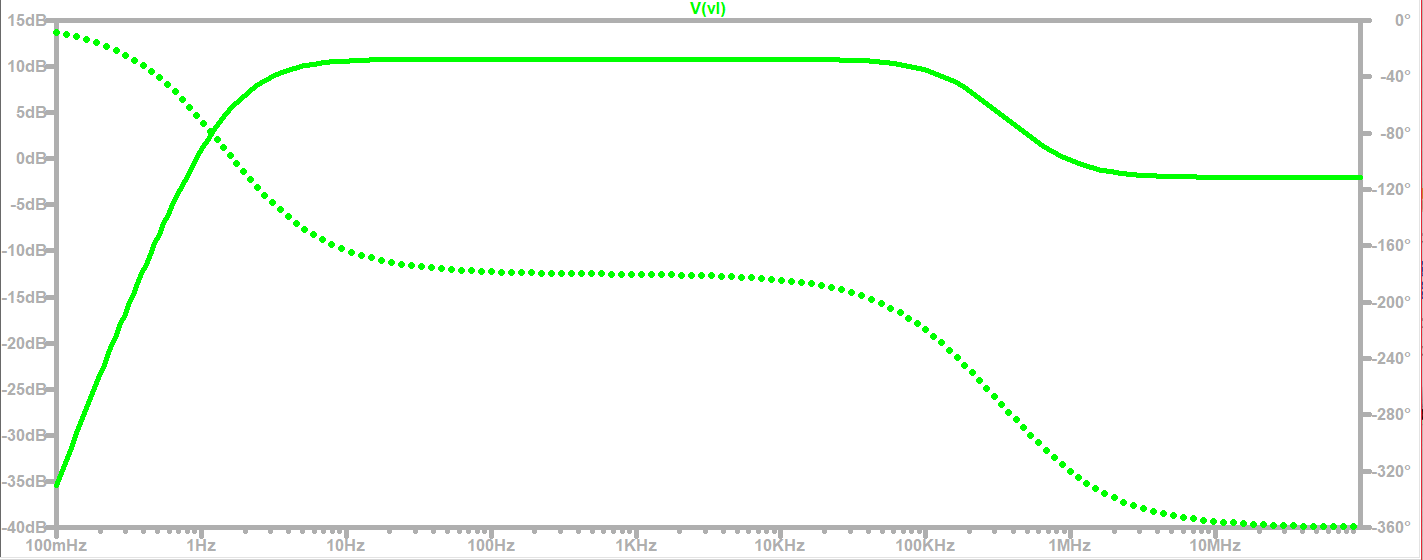 V(vl)
15dB
10dB
5dB
0dB
-5dB
-10dB
-15dB
-20dB
-25dB
-30dB
-35dB
-40dB
0°
-40°
-80°
-120°
-160°
-200°
-240°
-280°
-320°
-360°
100mHz 1Hz 10Hz 100Hz 1KHz 10KHz 100KHz 1MHz 10MHz